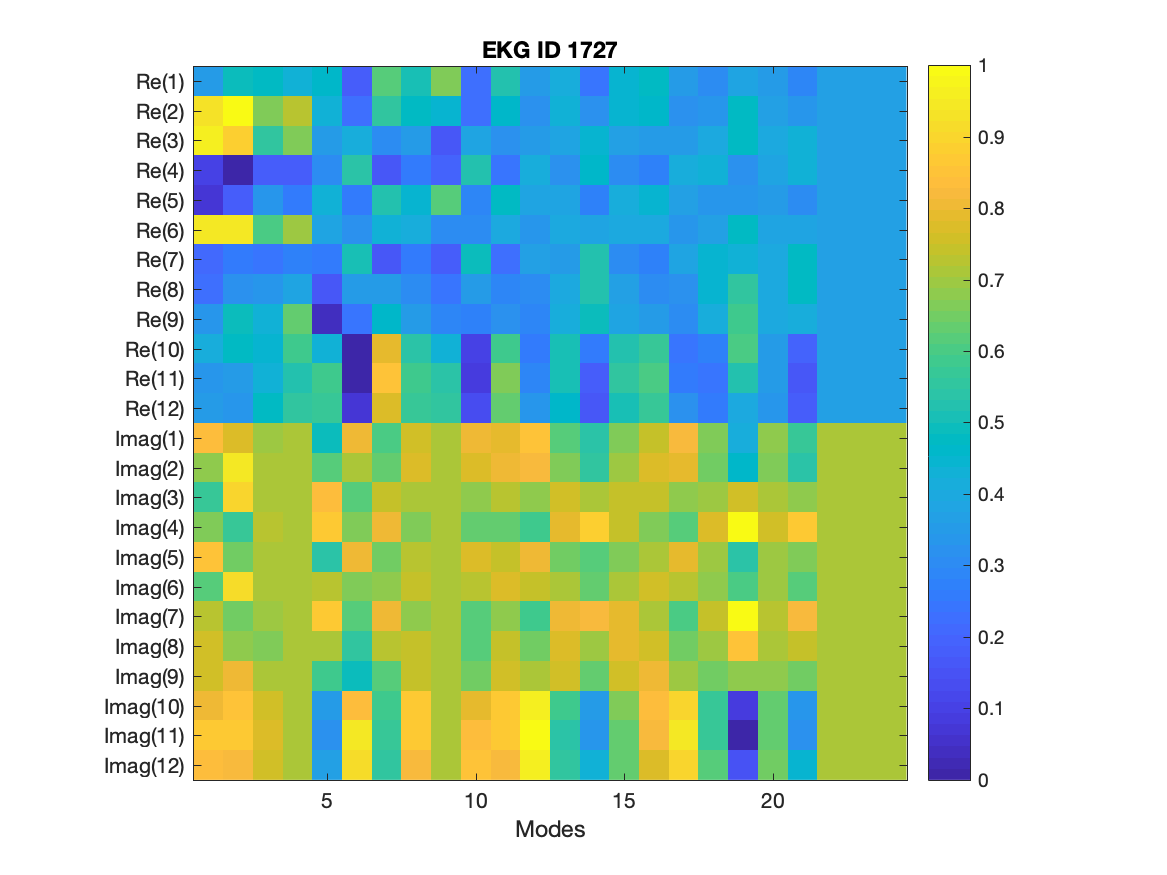 EKG ID 1727
Re(1)
Re(2)
Re(3)
Re(4)
Re(5)
Re(6)
Re(7)
Re(8)
Re(9)
Re(10)
Re(11)
Re(12)
Imag(1)
Imag(2)
Imag(3)
Imag(4)
Imag(5)
Imag(6)
Imag(7)
Imag(8)
Imag(9)
Imag(10)
Imag(11)
Imag(12)
5 10 15 20
Modes
1
0.9
0.8
0.7
0.6
0.5
0.4
0.3
0.2
0.1
0